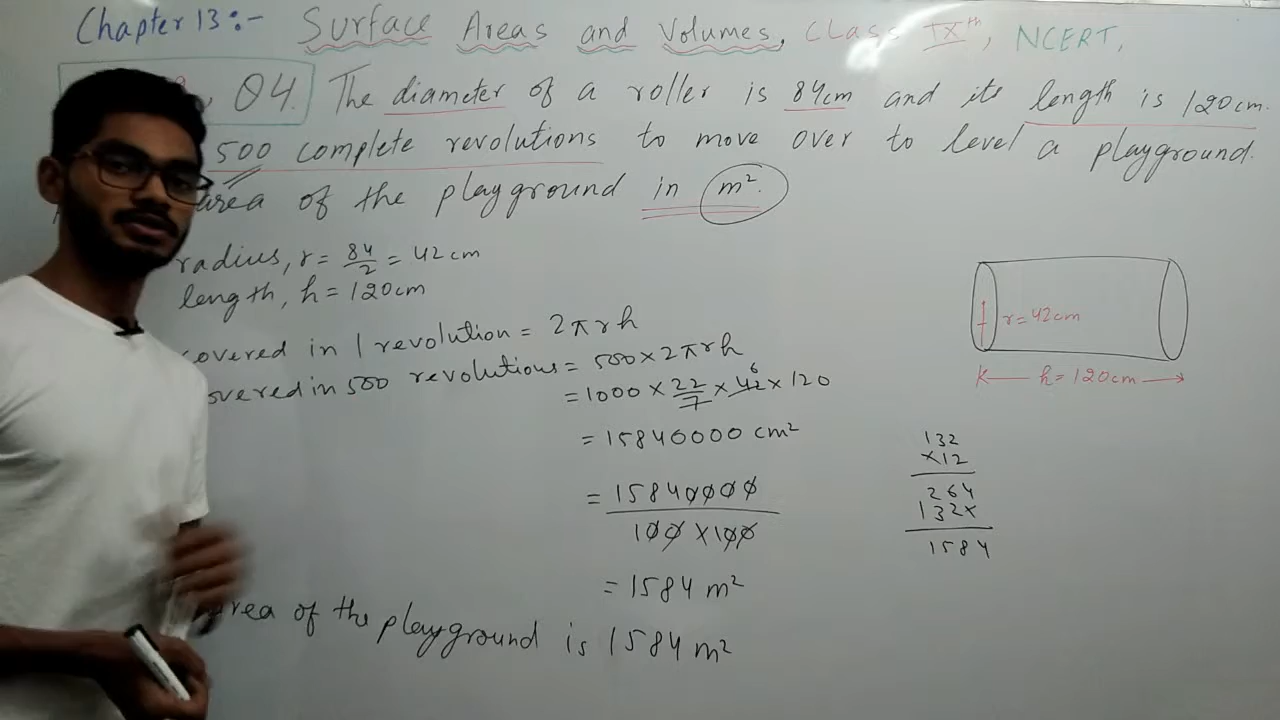 Chapter 13:- Surface Areas and Volumes, Class IXth, NCERT,
Q4. The diameter of a roller is 84cm and its length is 120cm.
500 complete revolutions to move over to level a playground.
area of the playground in m².
radius, r = 84/2 = 42cm
length, h = 120cm
covered in 1 revolution = 2πrh
covered in 500 revolutions = 500×2πrh
= 1000 × 22/7 × 42 6 × 120
= 15840000 cm²
= 15840000/100×100
= 1584 m²
area of the playground is 1584 m²
r=42cm
h=120cm
132
×12
264
132×
1584